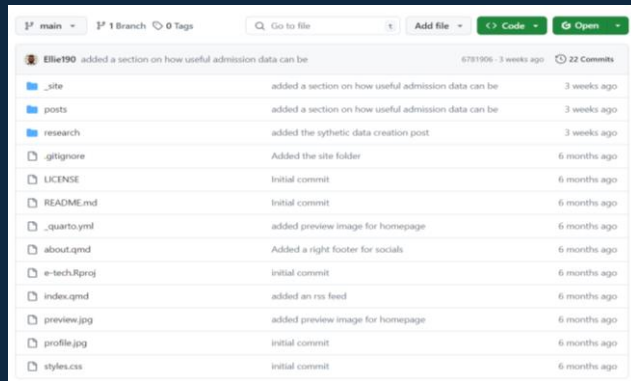 main 1 Branch 0 Tags Go to file t Add file Code Open
Ellie190 added a section on how useful admission data can be 6781906 · 3 weeks ago 22 Commits
_site added a section on how useful admission data can be 3 weeks ago
posts added a section on how useful admission data can be 3 weeks ago
research added the sythetic data creation post 3 weeks ago
.gitignore Added the site folder 6 months ago
LICENSE Initial commit 6 months ago
README.md Initial commit 6 months ago
_quarto.yml added preview image for homepage 6 months ago
about.qmd Added a right footer for socials 6 months ago
e-tech.Rproj initial commit 6 months ago
index.qmd added an rss feed 6 months ago
preview.jpg added preview image for homepage 6 months ago
profile.jpg initial commit 6 months ago
styles.css initial commit 6 months ago